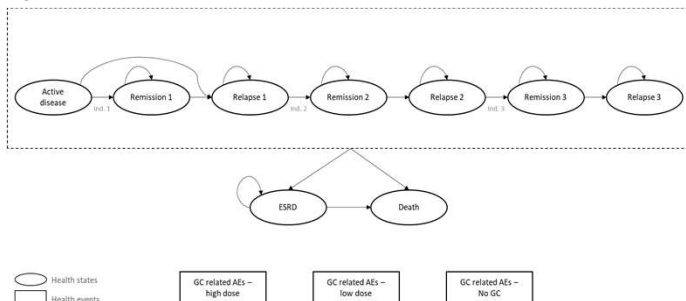 Active
disease
Remission 1
Relapse 1
Remission 2
Relapse 2
Remission 3
Relapse 3
Ind. 1
Ind. 2
Ind. 3
ESRD
Death
Health states
Health events
GC related AEs –
high dose
GC related AEs –
low dose
GC related AEs –
No GC